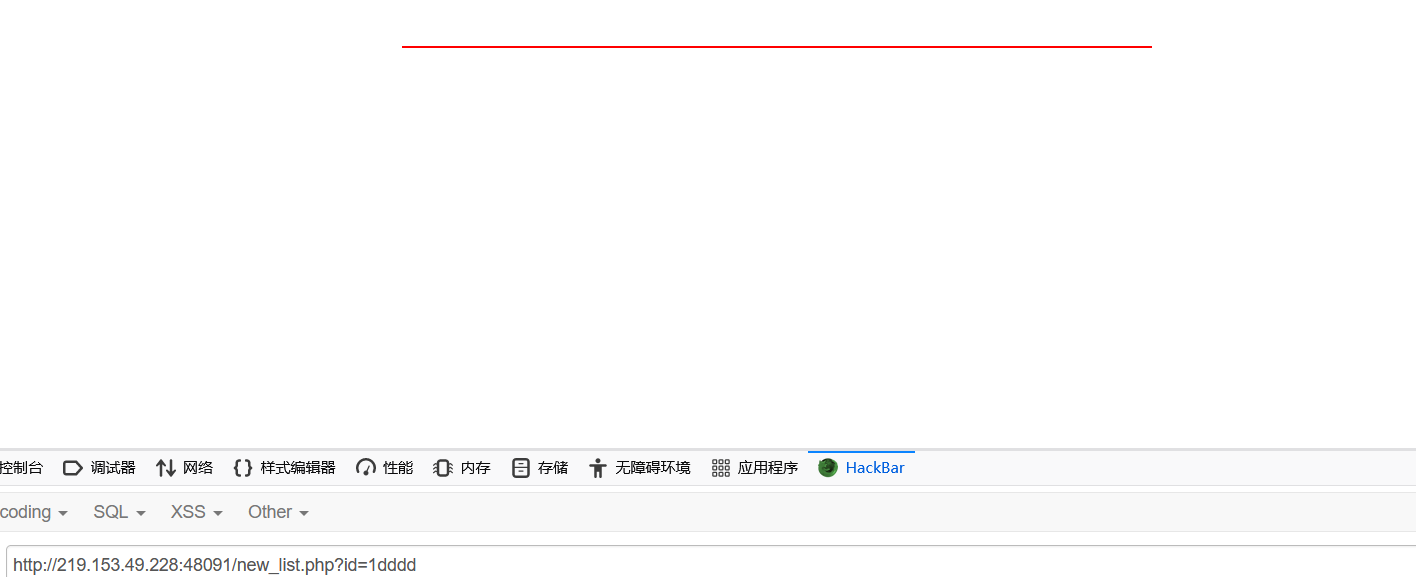 控制台 调试器 网络 样式编辑器 性能 内存 存储 无障碍环境 应用程序 HackBar
coding SQL XSS Other
http://219.153.49.228:48091/new_list.php?id=1dddd